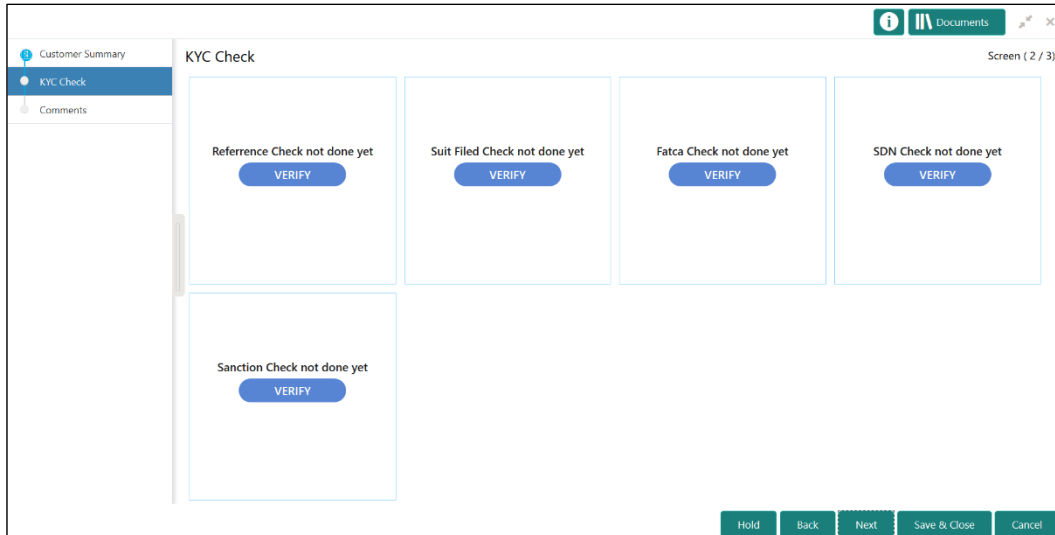 Documents
Customer Summary
KYC Check
Comments
KYC Check
Screen ( 2 / 3)
Referrence Check not done yet
VERIFY
Suit Filed Check not done yet
VERIFY
Fatca Check not done yet
VERIFY
SDN Check not done yet
VERIFY
Sanction Check not done yet
VERIFY
Hold
Back
Next
Save & Close
Cancel